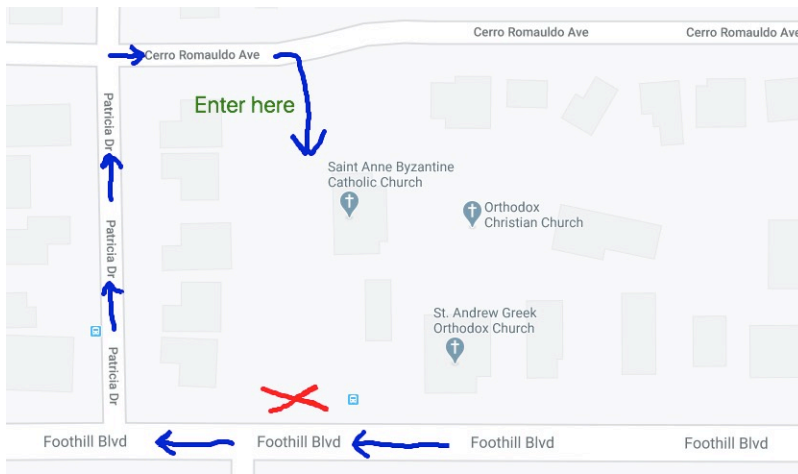 Cerro Romauldo Ave
Cerro Romauldo Ave
Cerro Romauldo Ave
Enter here
Patricia Dr
Saint Anne Byzantine
Catholic Church
Orthodox
Christian Church
Patricia Dr
St. Andrew Greek
Orthodox Church
Patricia Dr
Foothill Blvd
Foothill Blvd
Foothill Blvd
Foothill Blvd